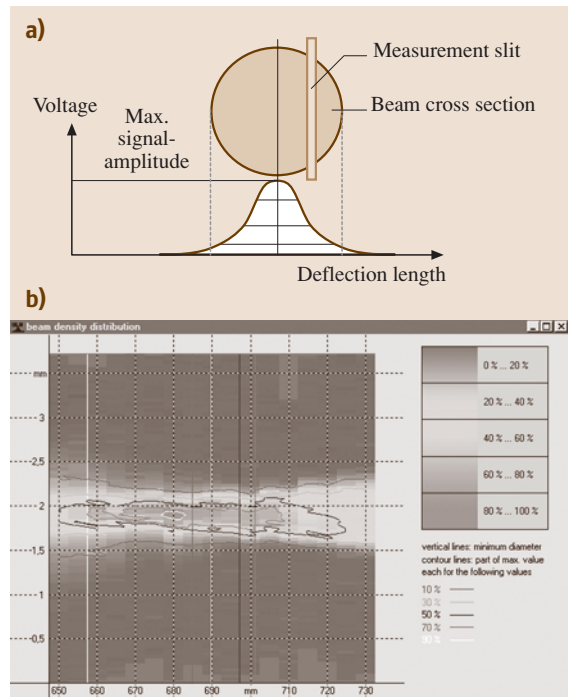 a)
Measurement slit
Voltage
Max.
signal-
amplitude
Beam cross section
Deflection length
b)
beam density distribution
mm
3
2,5
2
1,5
1
0,5
650 660 670 680 690 mm 710 720 730
0 % ... 20 %
20 % ... 40 %
40 % ... 60 %
60 % ... 80 %
80 % ... 100 %
vertical lines: minimum diameter
contour lines: part of max. value
each for the following values
10 %
30 %
50 %
70 %
90 %